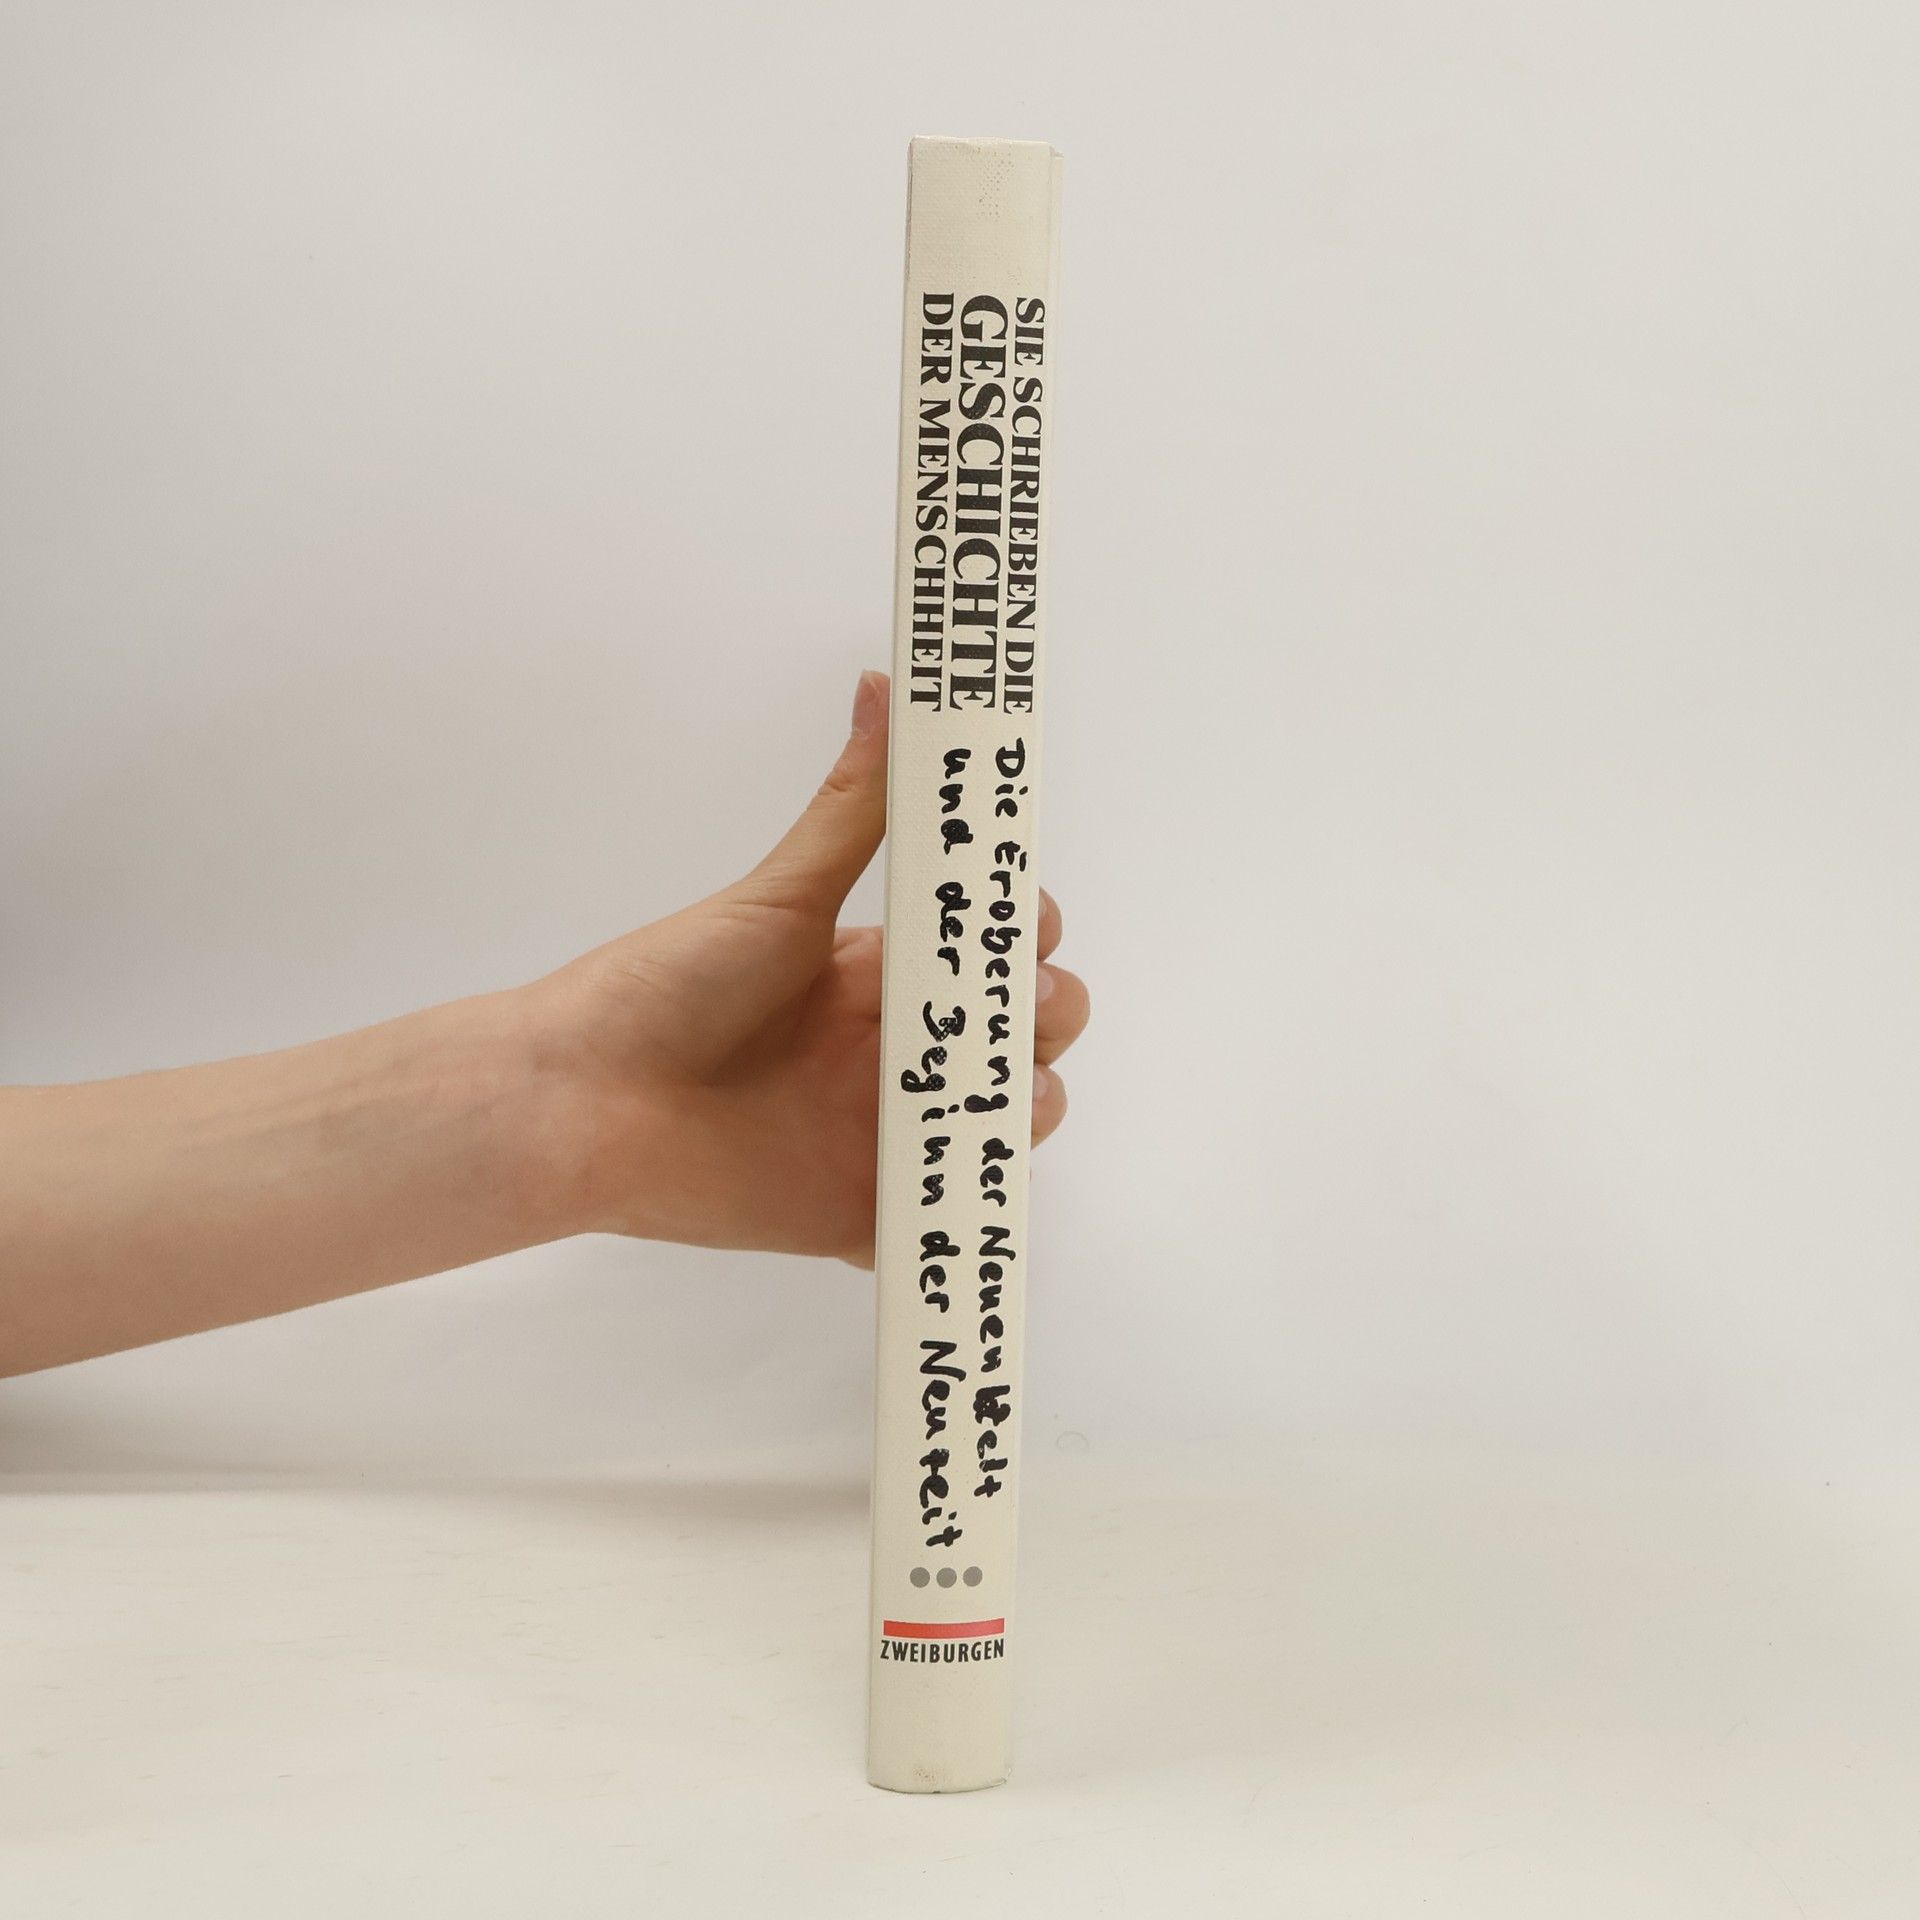 SIE SCHRIEBEN DIE
GESCHICHTE
DER MENSCHHEIT
Die Eroberung der Neuen Welt
und der Beginn der Neuzeit
ZWEIBURGEN